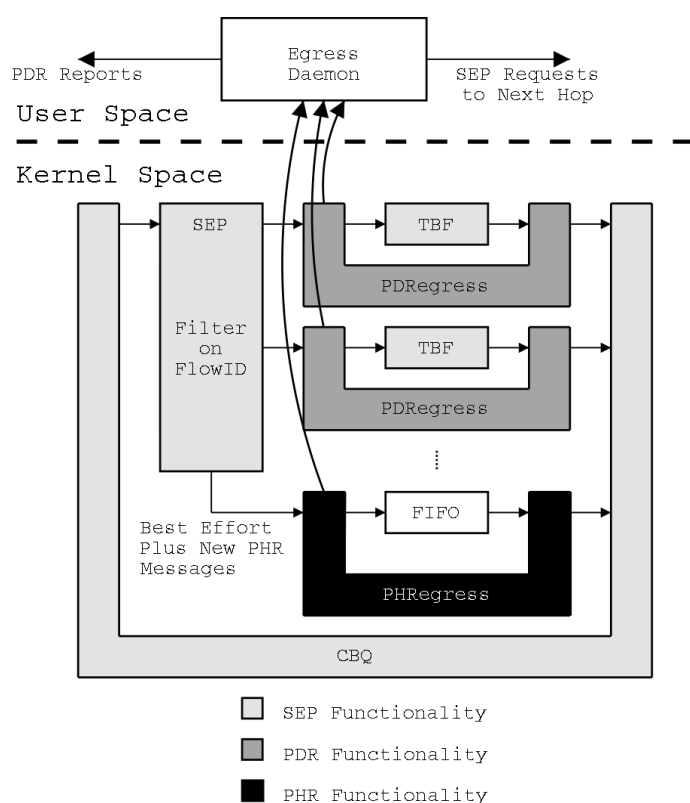 Egress
Daemon
PDR Reports
SEP Requests
to Next Hop
User Space
Kernel Space
SEP
TBF
PDRegress
Filter
on
FlowID
TBF
PDRegress
Best Effort
Plus New PHR
Messages
FIFO
PHRegress
CBQ
SEP Functionality
PDR Functionality
PHR Functionality